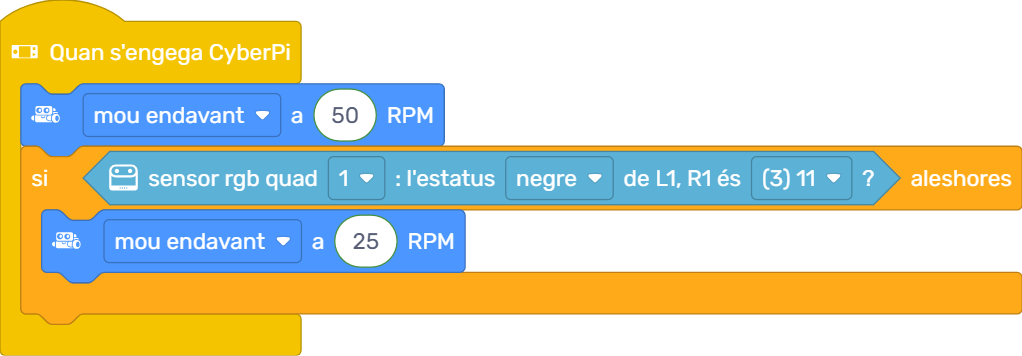 Quan s'engega CyberPi
mou endavant a 50 RPM
si sensor rgb quad 1 : l'estatus negre de L1, R1 és (3) 11 ? aleshores
mou endavant a 25 RPM